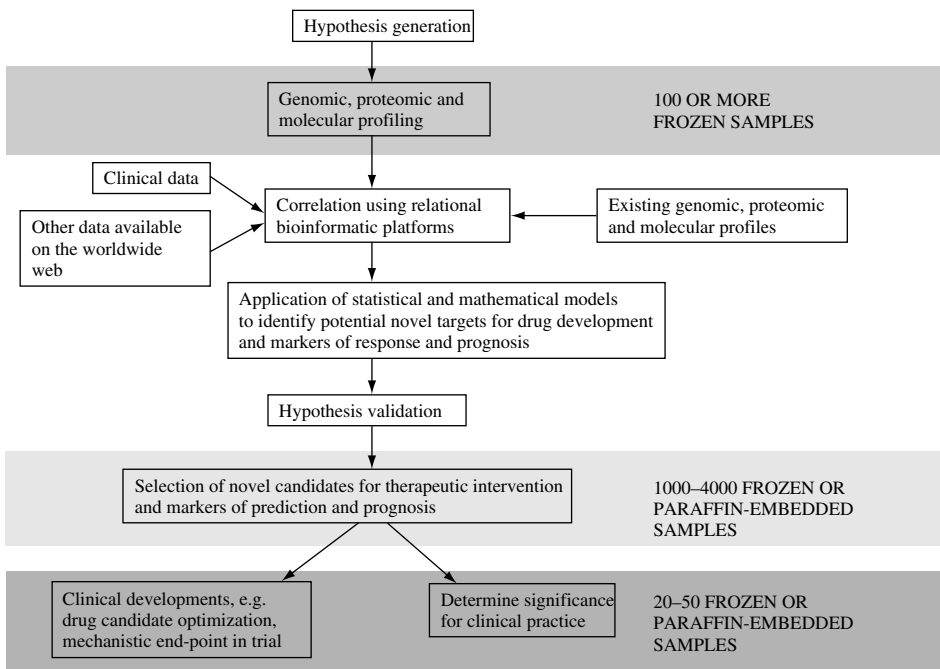 Hypothesis generation
Genomic, proteomic and
molecular profiling
100 OR MORE
FROZEN SAMPLES
Clinical data
Other data available
on the worldwide
web
Correlation using relational
bioinformatic platforms
Existing genomic, proteomic
and molecular profiles
Application of statistical and mathematical models
to identify potential novel targets for drug development
and markers of response and prognosis
Hypothesis validation
Selection of novel candidates for therapeutic intervention
and markers of prediction and prognosis
1000–4000 FROZEN OR
PARAFFIN-EMBEDDED
SAMPLES
Clinical developments, e.g.
drug candidate optimization,
mechanistic end-point in trial
Determine significance
for clinical practice
20–50 FROZEN OR
PARAFFIN-EMBEDDED
SAMPLES